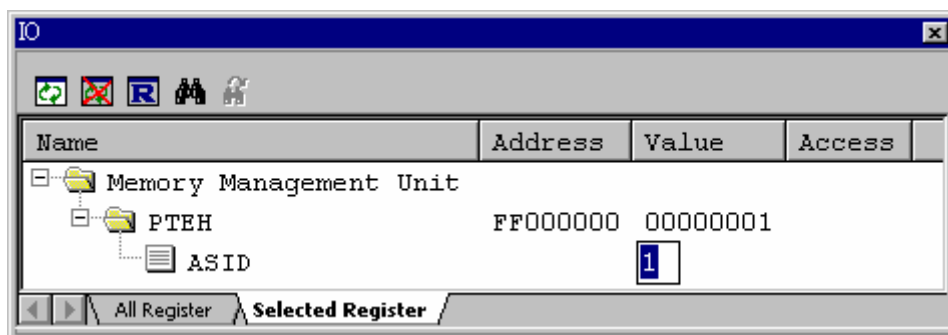 IO
R
Name Address Value Access
Memory Management Unit
PTEH FF000000 00000001
ASID 1
All Register Selected Register